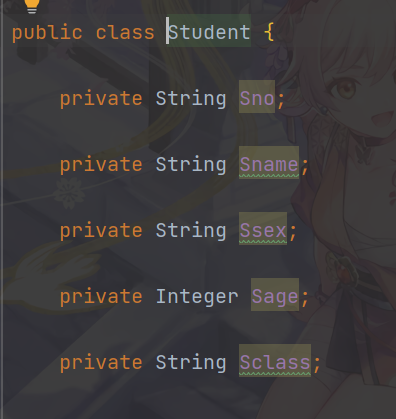 public class Student {
private String Sno;
private String Sname;
private String Ssex;
private Integer Sage;
private String Sclass;